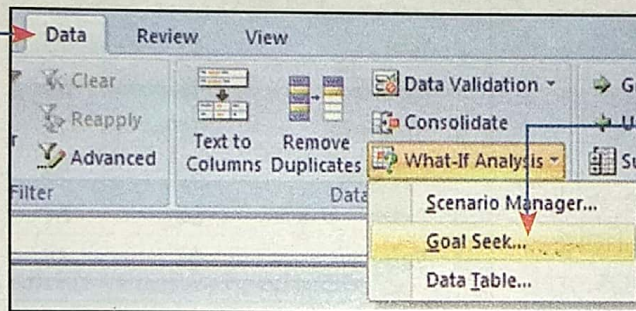 Data Review View
Clear
Reapply
Advanced
Filter
Text to
Columns
Remove
Duplicates
Data Validation
Consolidate
What-If Analysis
Data
Scenario Manager...
Goal Seek...
Data Table...